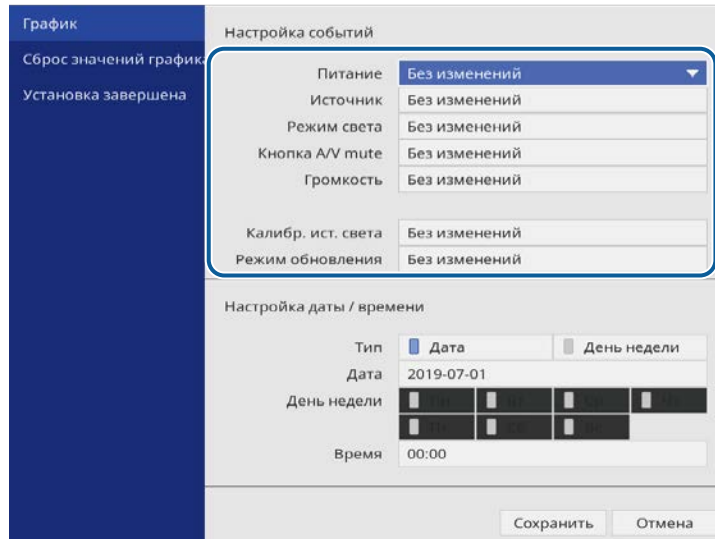 График
Сброс значений графика
Установка завершена
Настройка событий
Питание Без изменений
Источник Без изменений
Режим света Без изменений
Кнопка A/V mute Без изменений
Громкость Без изменений
Калибр. ист. света Без изменений
Режим обновления Без изменений
Настройка даты / времени
Тип Дата День недели
Дата 2019-07-01
День недели
Время 00:00
Сохранить Отмена